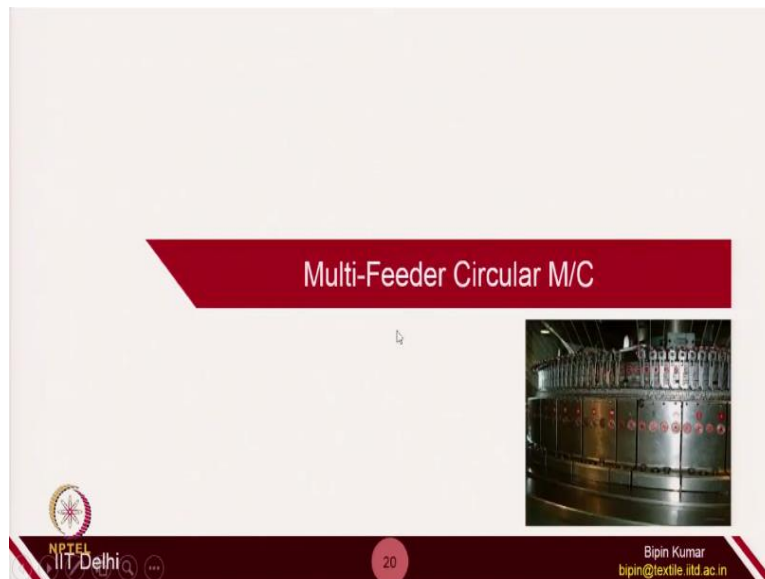 Multi-Feeder Circular M/C
NPTEL
IIT Delhi
20
Bipin Kumar
bipin@textile.iitd.ac.in